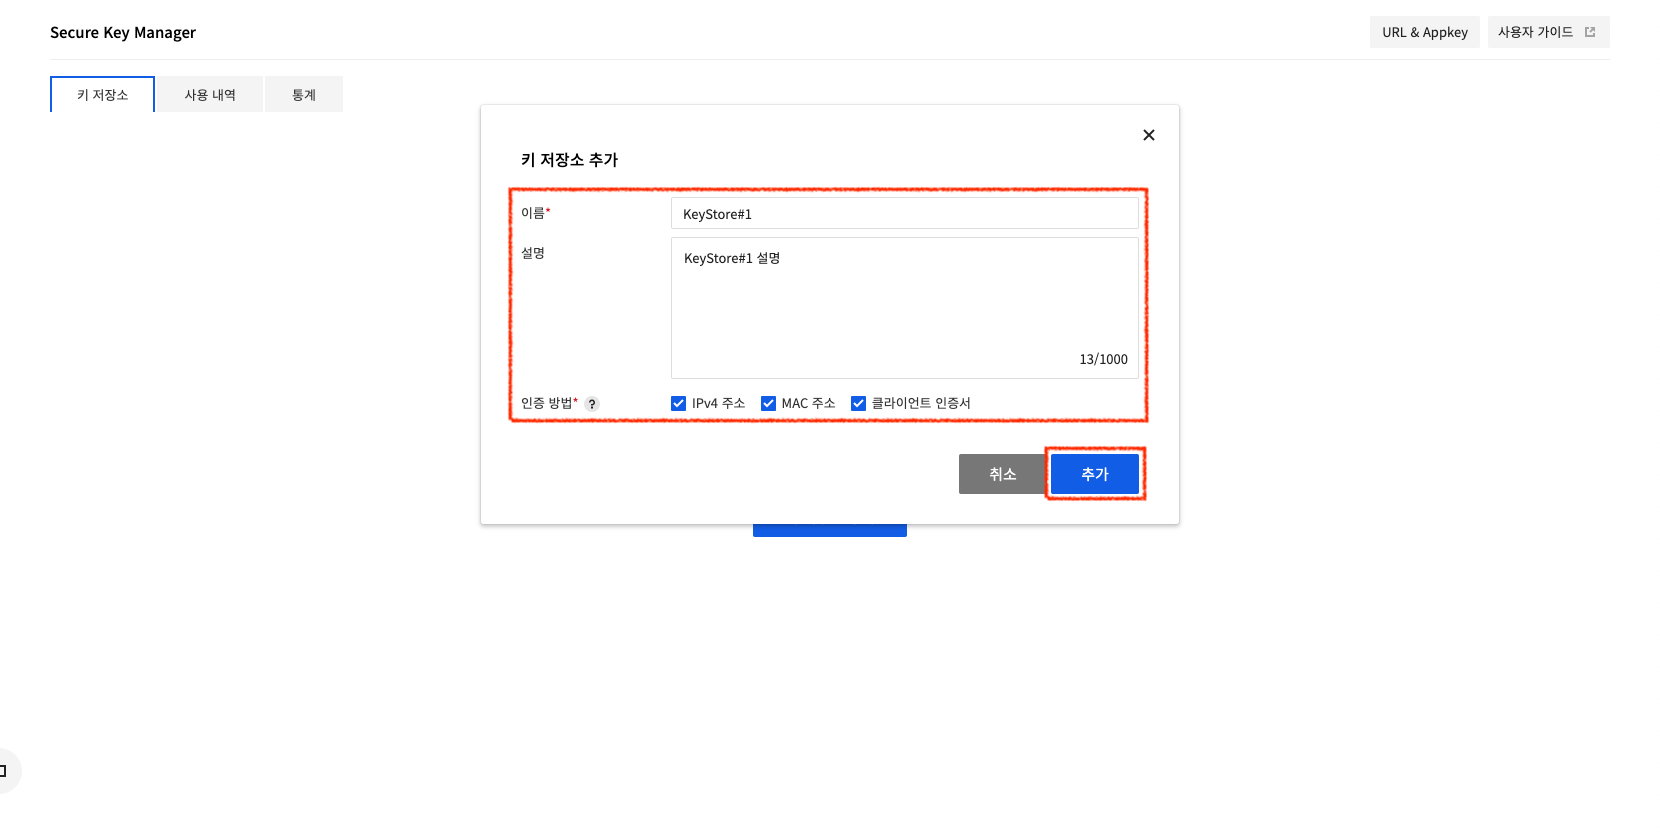 Secure Key Manager
URL & Appkey
사용자 가이드
키 저장소
사용 내역
통계
키 저장소 추가
이름*
KeyStore#1
설명
KeyStore#1 설명
13/1000
인증 방법* ?
IPv4 주소
MAC 주소
클라이언트 인증서
취소
추가